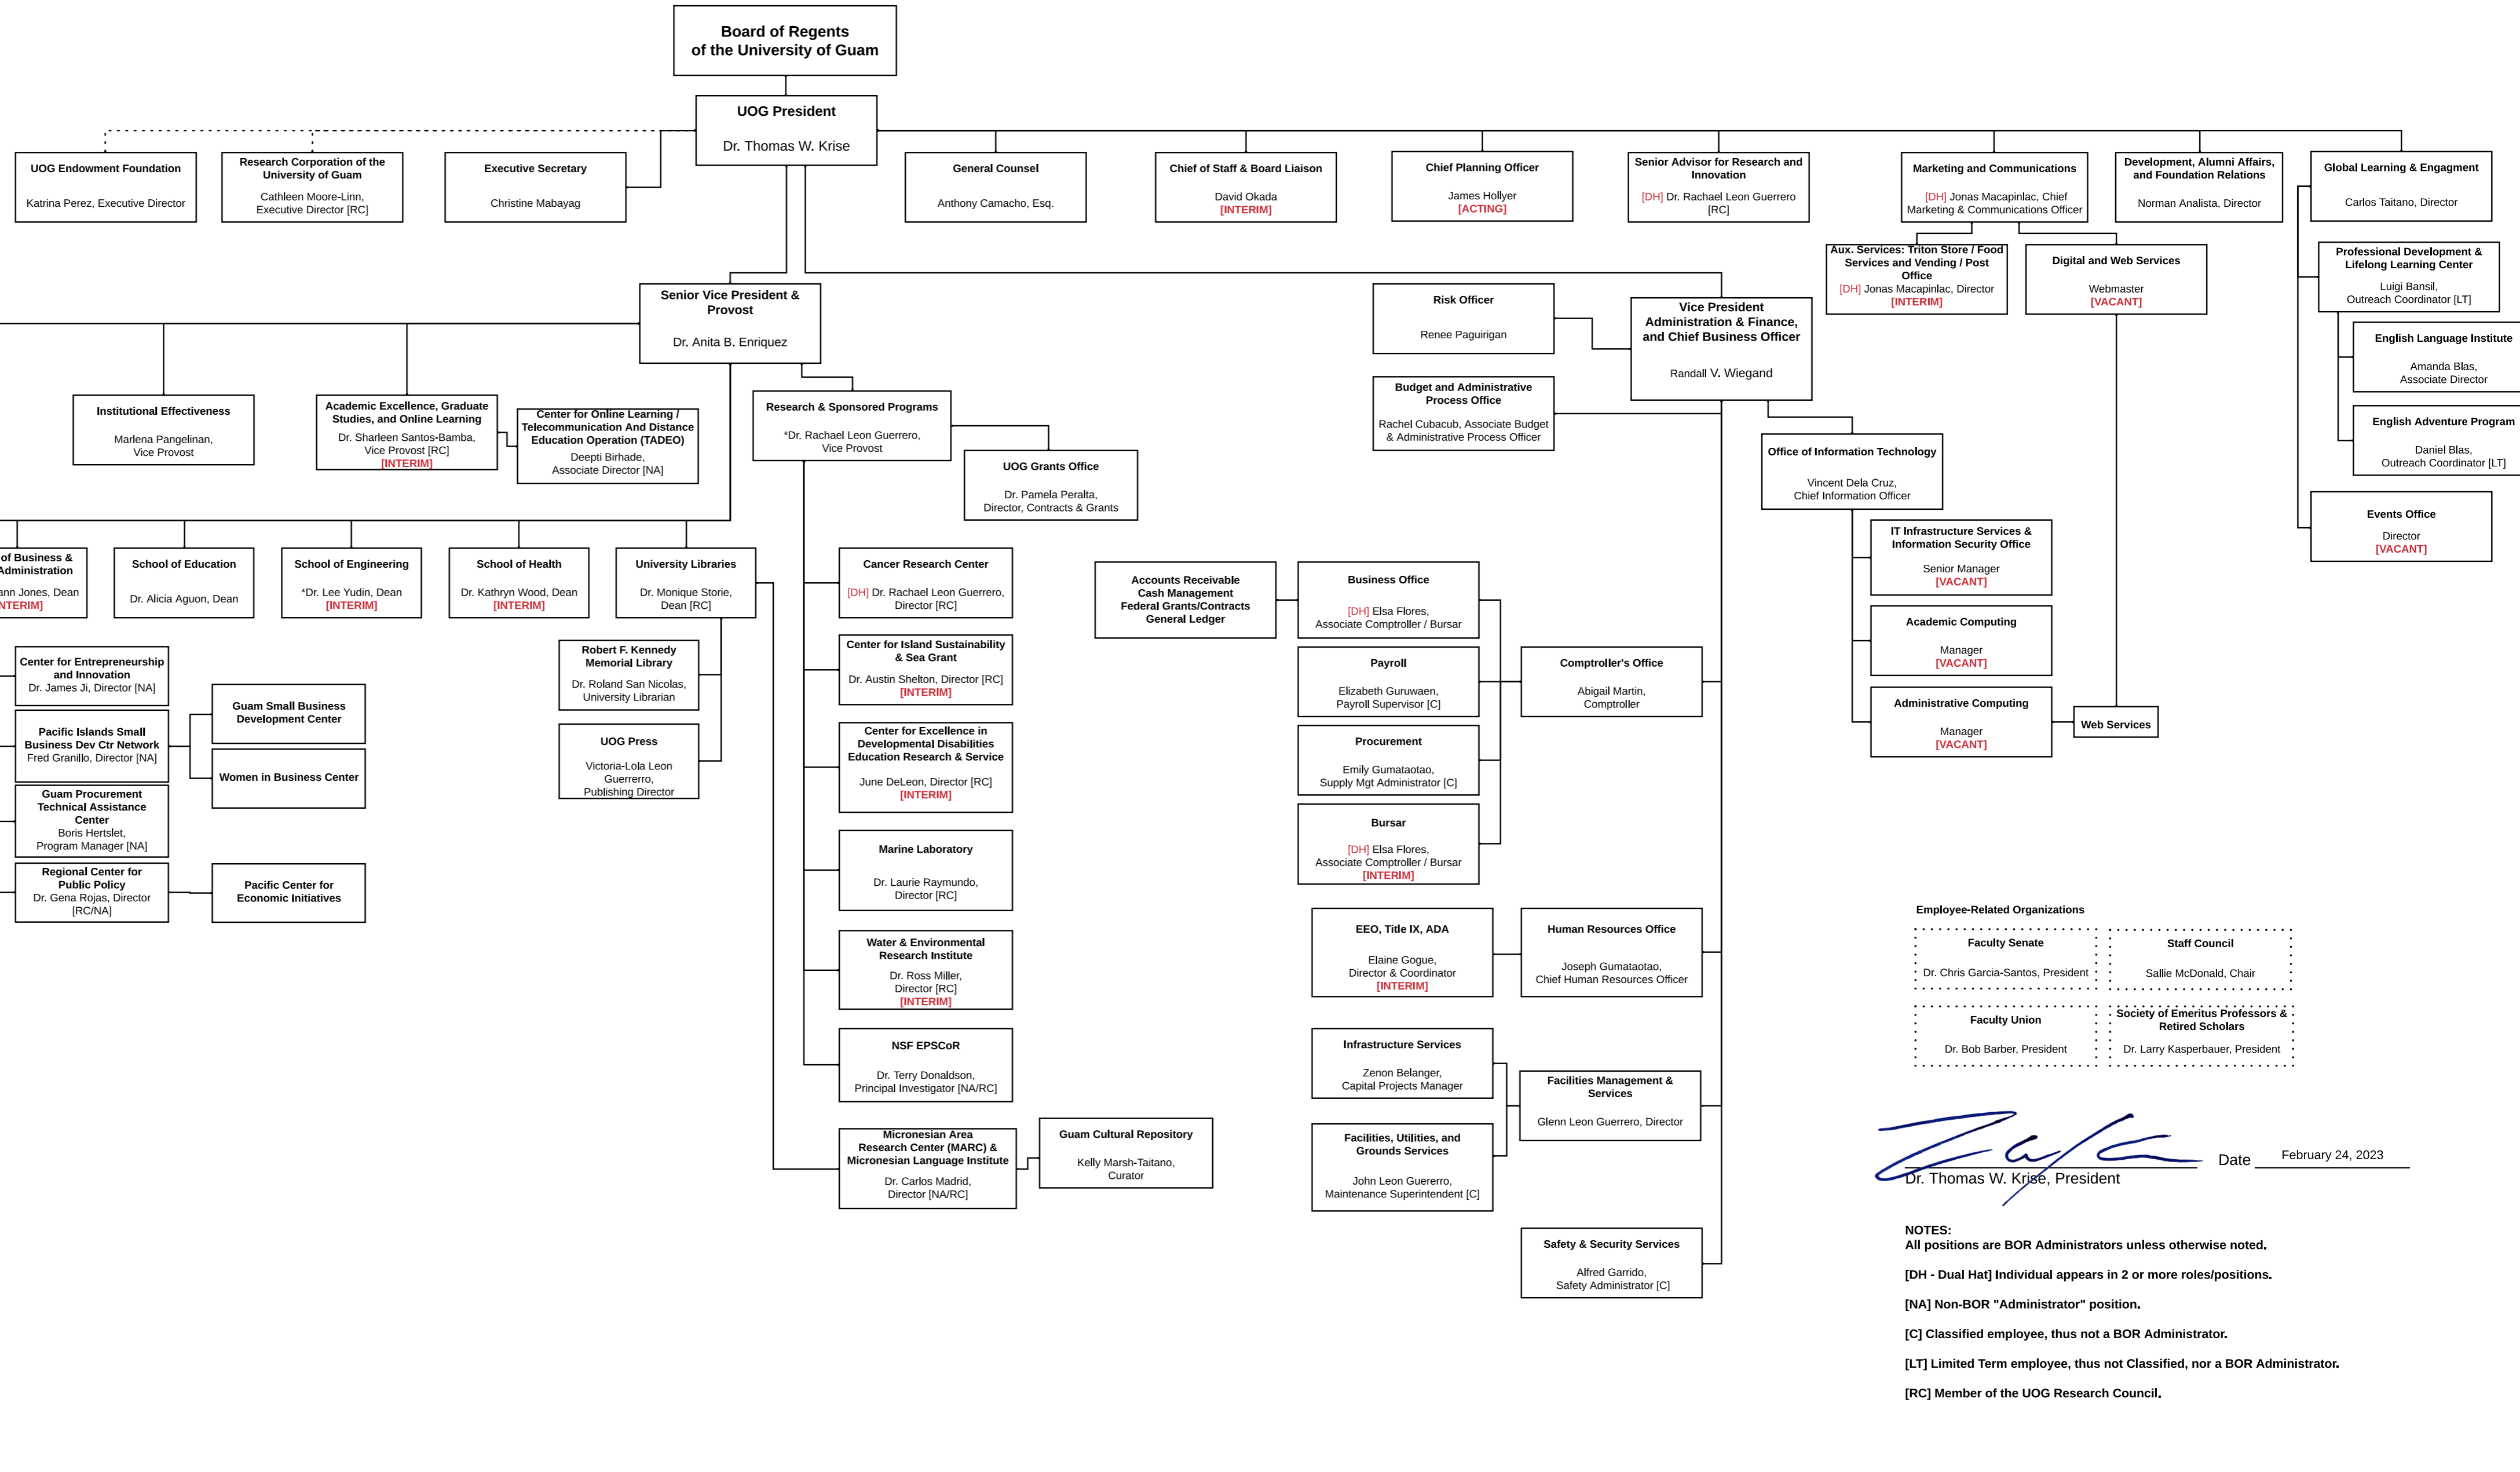 Board of Regents
of the University of Guam
UOG President
Dr. Thomas W. Krise
UOG Endowment Foundation
Katrina Perez, Executive Director
Research Corporation of the
University of Guam
Cathleen Moore-Linn,
Executive Director [RC]
Executive Secretary
Christine Mabayag
General Counsel
Anthony Camacho, Esq.
Chief of Staff & Board Liaison
David Okada
[INTERIM]
Chief Planning Officer
James Hollyer
[ACTING]
Senior Advisor for Research and
Innovation
[DH] Dr. Rachael Leon Guerrero
[RC]
Marketing and Communications
[DH] Jonas Macapinlac, Chief
Marketing & Communications Officer
Development, Alumni Affairs,
and Foundation Relations
Norman Analista, Director
Global Learning & Engagment
Carlos Taitano, Director
Aux. Services: Triton Store / Food
Services and Vending / Post
Office
[DH] Jonas Macapinlac, Director
[INTERIM]
Digital and Web Services
Webmaster
[VACANT]
Professional Development &
Lifelong Learning Center
Luigi Bansil,
Outreach Coordinator [LT]
English Language Institute
Amanda Blas,
Associate Director
English Adventure Program
Daniel Blas,
Outreach Coordinator [LT]
Events Office
Director
[VACANT]
Senior Vice President &
Provost
Dr. Anita B. Enriquez
Risk Officer
Renee Paguirigan
Vice President
Administration & Finance,
and Chief Business Officer
Randall V. Wiegand
Budget and Administrative
Process Office
Rachel Cubacub, Associate Budget
& Administrative Process Officer
Institutional Effectiveness
Marlena Pangelinan,
Vice Provost
Academic Excellence, Graduate
Studies, and Online Learning
Dr. Sharleen Santos-Bamba,
Vice Provost [RC]
[INTERIM]
Center for Online Learning /
Telecommunication And Distance
Education Operation (TADEO)
Deepti Birhade,
Associate Director [NA]
Research & Sponsored Programs
*Dr. Rachael Leon Guerrero,
Vice Provost
UOG Grants Office
Dr. Pamela Peralta,
Director, Contracts & Grants
Office of Information Technology
Vincent Dela Cruz,
Chief Information Officer
IT Infrastructure Services &
Information Security Office
Senior Manager
[VACANT]
Academic Computing
Manager
[VACANT]
Administrative Computing
Manager
[VACANT]
Web Services
of Business &
Administration
ann Jones, Dean
NTERIM]
School of Education
Dr. Alicia Aguon, Dean
School of Engineering
*Dr. Lee Yudin, Dean
[INTERIM]
School of Health
Dr. Kathryn Wood, Dean
[INTERIM]
University Libraries
Dr. Monique Storie,
Dean [RC]
Center for Entrepreneurship
and Innovation
Dr. James Ji, Director [NA]
Pacific Islands Small
Business Dev Ctr Network
Fred Granillo, Director [NA]
Guam Small Business
Development Center
Women in Business Center
Guam Procurement
Technical Assistance
Center
Boris Hertslet,
Program Manager [NA]
Regional Center for
Public Policy
Dr. Gena Rojas, Director
[RC/NA]
Pacific Center for
Economic Initiatives
Robert F. Kennedy
Memorial Library
Dr. Roland San Nicolas,
University Librarian
UOG Press
Victoria-Lola Leon
Guerrerro,
Publishing Director
Cancer Research Center
[DH] Dr. Rachael Leon Guerrero,
Director [RC]
Center for Island Sustainability
& Sea Grant
Dr. Austin Shelton, Director [RC]
[INTERIM]
Center for Excellence in
Developmental Disabilities
Education Research & Service
June DeLeon, Director [RC]
[INTERIM]
Marine Laboratory
Dr. Laurie Raymundo,
Director [RC]
Water & Environmental
Research Institute
Dr. Ross Miller,
Director [RC]
[INTERIM]
NSF EPSCoR
Dr. Terry Donaldson,
Principal Investigator [NA/RC]
Micronesian Area
Research Center (MARC) &
Micronesian Language Institute
Dr. Carlos Madrid,
Director [NA/RC]
Guam Cultural Repository
Kelly Marsh-Taitano,
Curator
Accounts Receivable
Cash Management
Federal Grants/Contracts
General Ledger
Business Office
[DH] Elsa Flores,
Associate Comptroller / Bursar
Payroll
Elizabeth Guruwaen,
Payroll Supervisor [C]
Procurement
Emily Gumataotao,
Supply Mgt Administrator [C]
Bursar
[DH] Elsa Flores,
Associate Comptroller / Bursar
[INTERIM]
Comptroller's Office
Abigail Martin,
Comptroller
EEO, Title IX, ADA
Elaine Gogue,
Director & Coordinator
[INTERIM]
Human Resources Office
Joseph Gumataotao,
Chief Human Resources Officer
Infrastructure Services
Zenon Belanger,
Capital Projects Manager
Facilities, Utilities, and
Grounds Services
John Leon Guererro,
Maintenance Superintendent [C]
Facilities Management &
Services
Glenn Leon Guerrero, Director
Safety & Security Services
Alfred Garrido,
Safety Administrator [C]
Employee-Related Organizations
Faculty Senate
Dr. Chris Garcia-Santos, President
Staff Council
Sallie McDonald, Chair
Faculty Union
Dr. Bob Barber, President
Society of Emeritus Professors &
Retired Scholars
Dr. Larry Kasperbauer, President
Date February 24, 2023
Dr. Thomas W. Krise, President
NOTES:
All positions are BOR Administrators unless otherwise noted.
[DH - Dual Hat] Individual appears in 2 or more roles/positions.
[NA] Non-BOR "Administrator" position.
[C] Classified employee, thus not a BOR Administrator.
[LT] Limited Term employee, thus not Classified, nor a BOR Administrator.
[RC] Member of the UOG Research Council.